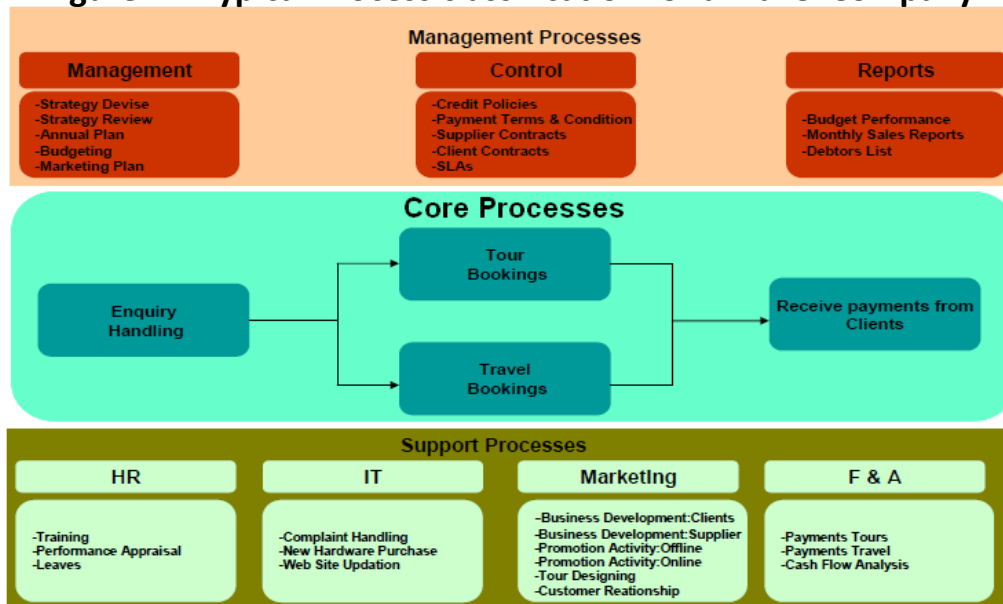 Management Processes
Management
Control
Reports
-Strategy Devise
-Strategy Review
-Annual Plan
-Budgeting
-Marketing Plan
-Credit Policies
-Payment Terms & Condition
-Supplier Contracts
-Client Contracts
-SLAs
-Budget Performance
-Monthly Sales Reports
-Debtors List
Core Processes
Enquiry
Handling
Tour
Bookings
Travel
Bookings
Receive payments from
Clients
Support Processes
HR
IT
Marketing
F & A
-Training
-Performance Appraisal
-Leaves
-Complaint Handling
-New Hardware Purchase
-Web Site Updation
-Business Development:Clients
-Business Development:Supplier
-Promotion Activity:Offline
-Promotion Activity:Online
-Tour Designing
-Customer Reationship
-Payments Tours
-Payments Travel
-Cash Flow Analysis